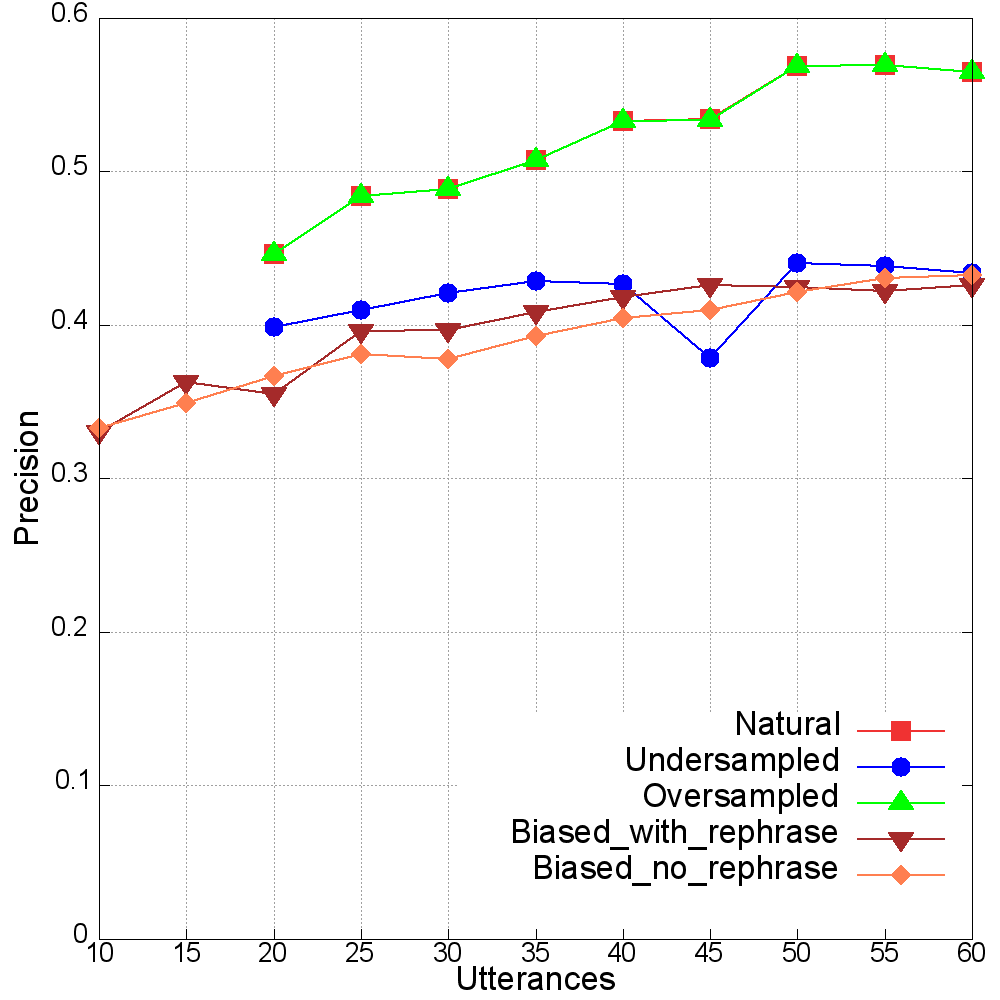 0.6
0.5
0.4
0.3
0.2
0.1
0
Precision
10 15 20 25 30 35 40 45 50 55 60
Utterances
Natural
Undersampled
Oversampled
Biased_with_rephrase
Biased_no_rephrase